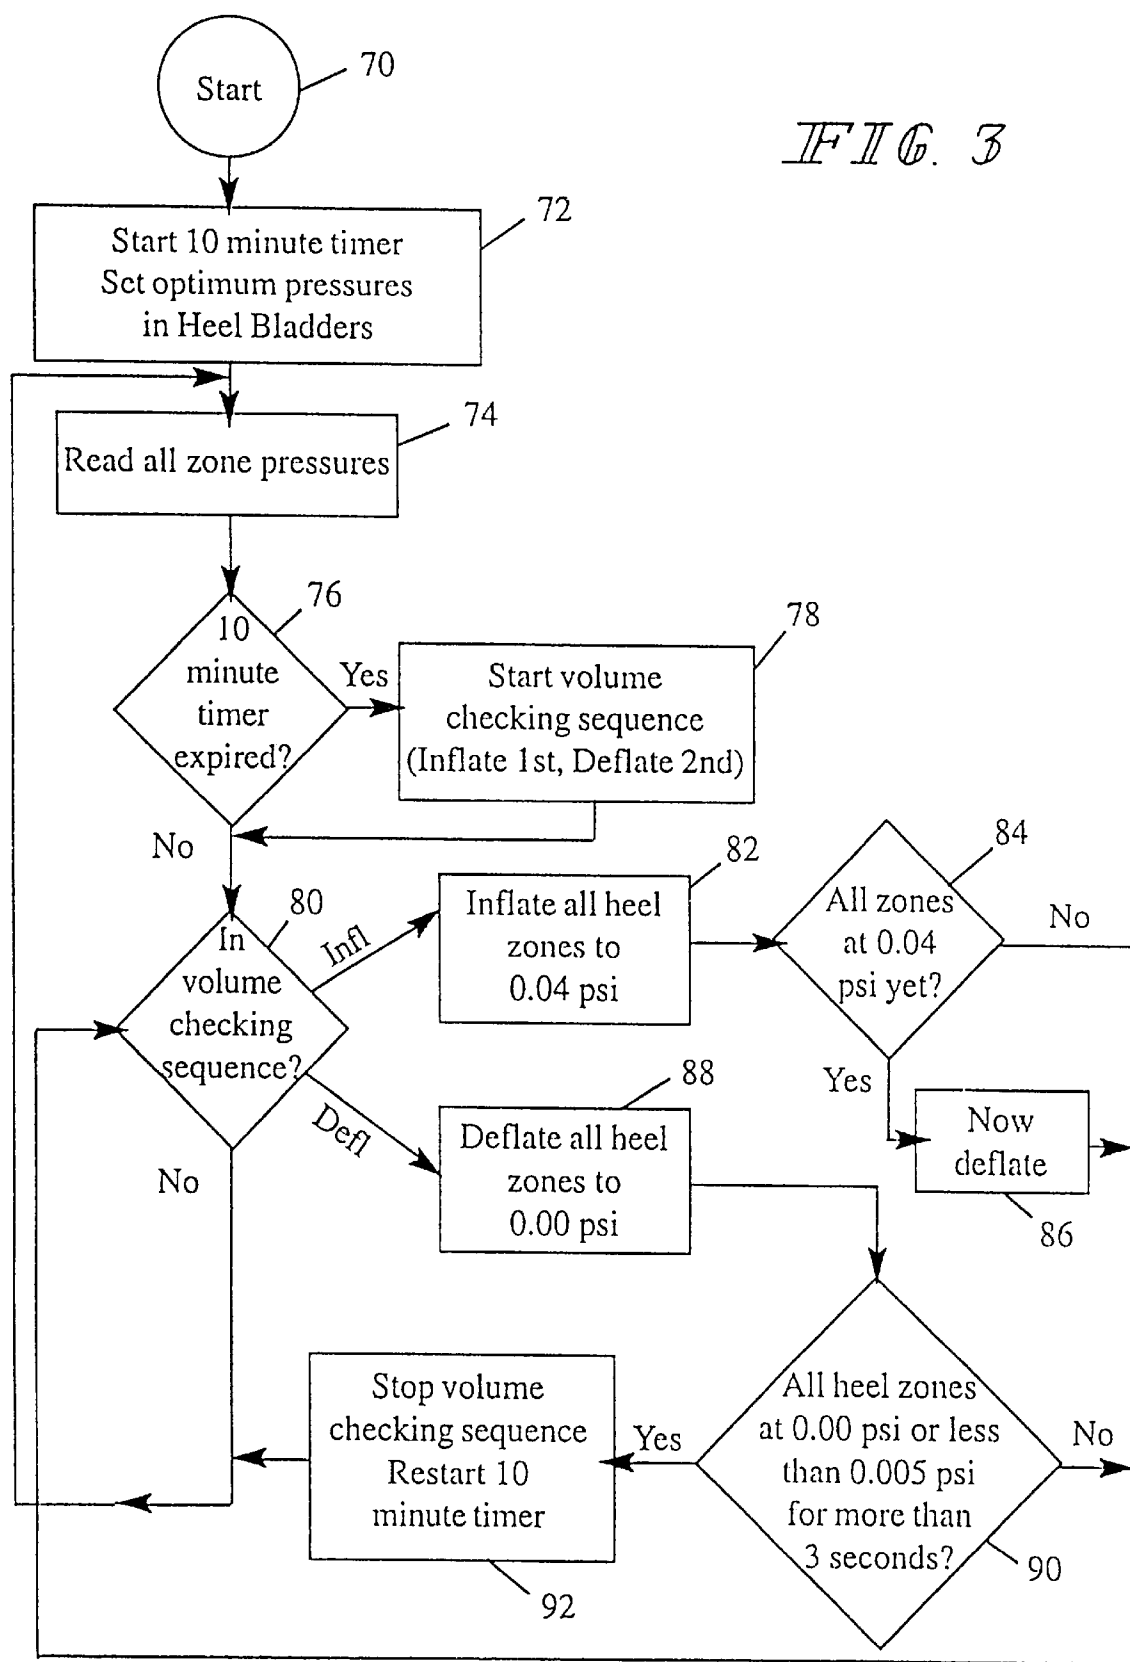 FIG. 3
Start
70
72
Start 10 minute timer
Set optimum pressures
in Heel Bladders
74
Read all zone pressures
76
10
minute
timer
expired?
Yes
78
Start volume
checking sequence
(Inflate 1st, Deflate 2nd)
No
80
In
volume
checking
sequence?
Infl
82
Inflate all heel
zones to
0.04 psi
84
All zones
at 0.04
psi yet?
No
Yes
Now
deflate
86
Defl
88
Deflate all heel
zones to
0.00 psi
No
All heel zones
at 0.00 psi or less
than 0.005 psi
for more than
3 seconds?
No
90
Yes
Stop volume
checking sequence
Restart 10
minute timer
92